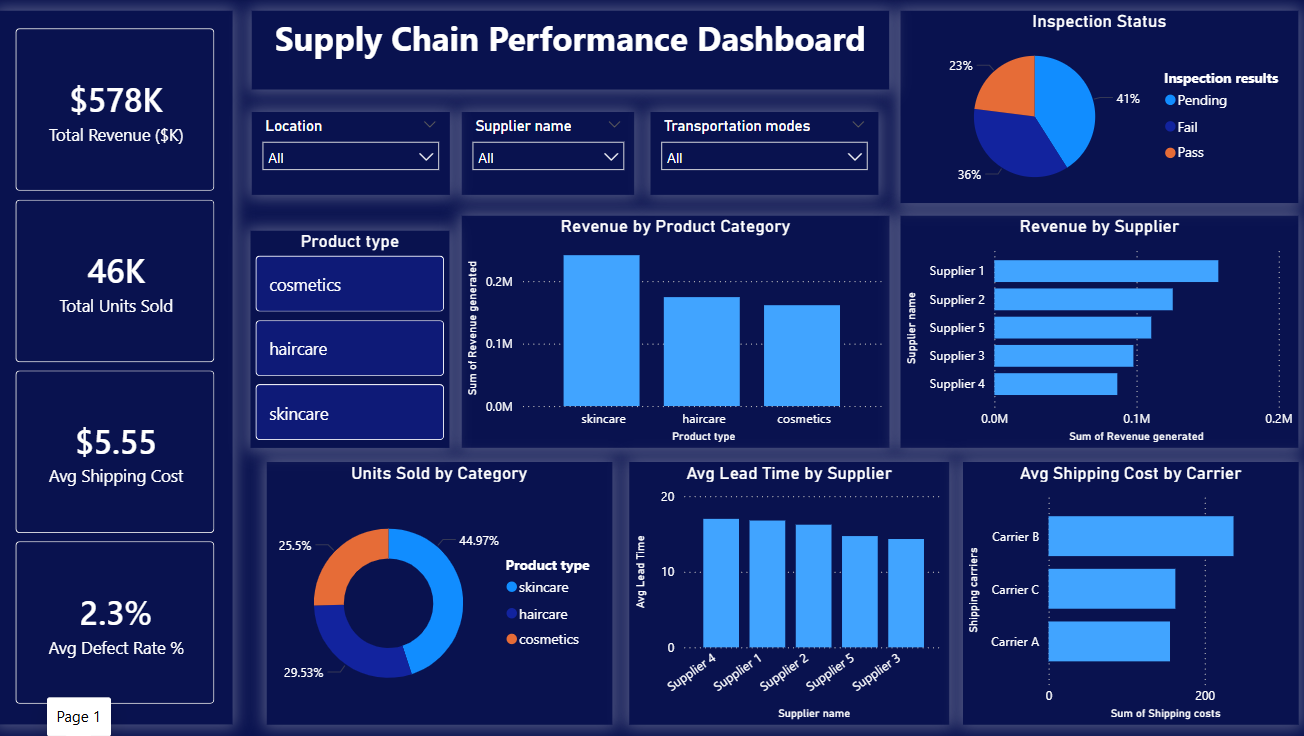 $578K
Total Revenue ($K)
46K
Total Units Sold
$5.55
Avg Shipping Cost
2.3%
Avg Defect Rate %
Page 1
Supply Chain Performance Dashboard
Location
All
Supplier name
All
Transportation modes
All
Inspection Status
23%
41%
36%
Inspection results
Pending
Fail
Pass
Product type
cosmetics
haircare
skincare
Revenue by Product Category
Sum of Revenue generated
0.2M
0.1M
0.0M
skincare
haircare
cosmetics
Product type
Revenue by Supplier
Supplier name
Supplier 1
Supplier 2
Supplier 5
Supplier 3
Supplier 4
0.0M
0.1M
0.2M
Sum of Revenue generated
Units Sold by Category
25.5%
44.97%
29.53%
Product type
skincare
haircare
cosmetics
Avg Lead Time by Supplier
Avg Lead Time
20
10
0
Supplier 4
Supplier 1
Supplier 2
Supplier 5
Supplier 3
Supplier name
Avg Shipping Cost by Carrier
Shipping carriers
Carrier B
Carrier C
Carrier A
0
200
Sum of Shipping costs